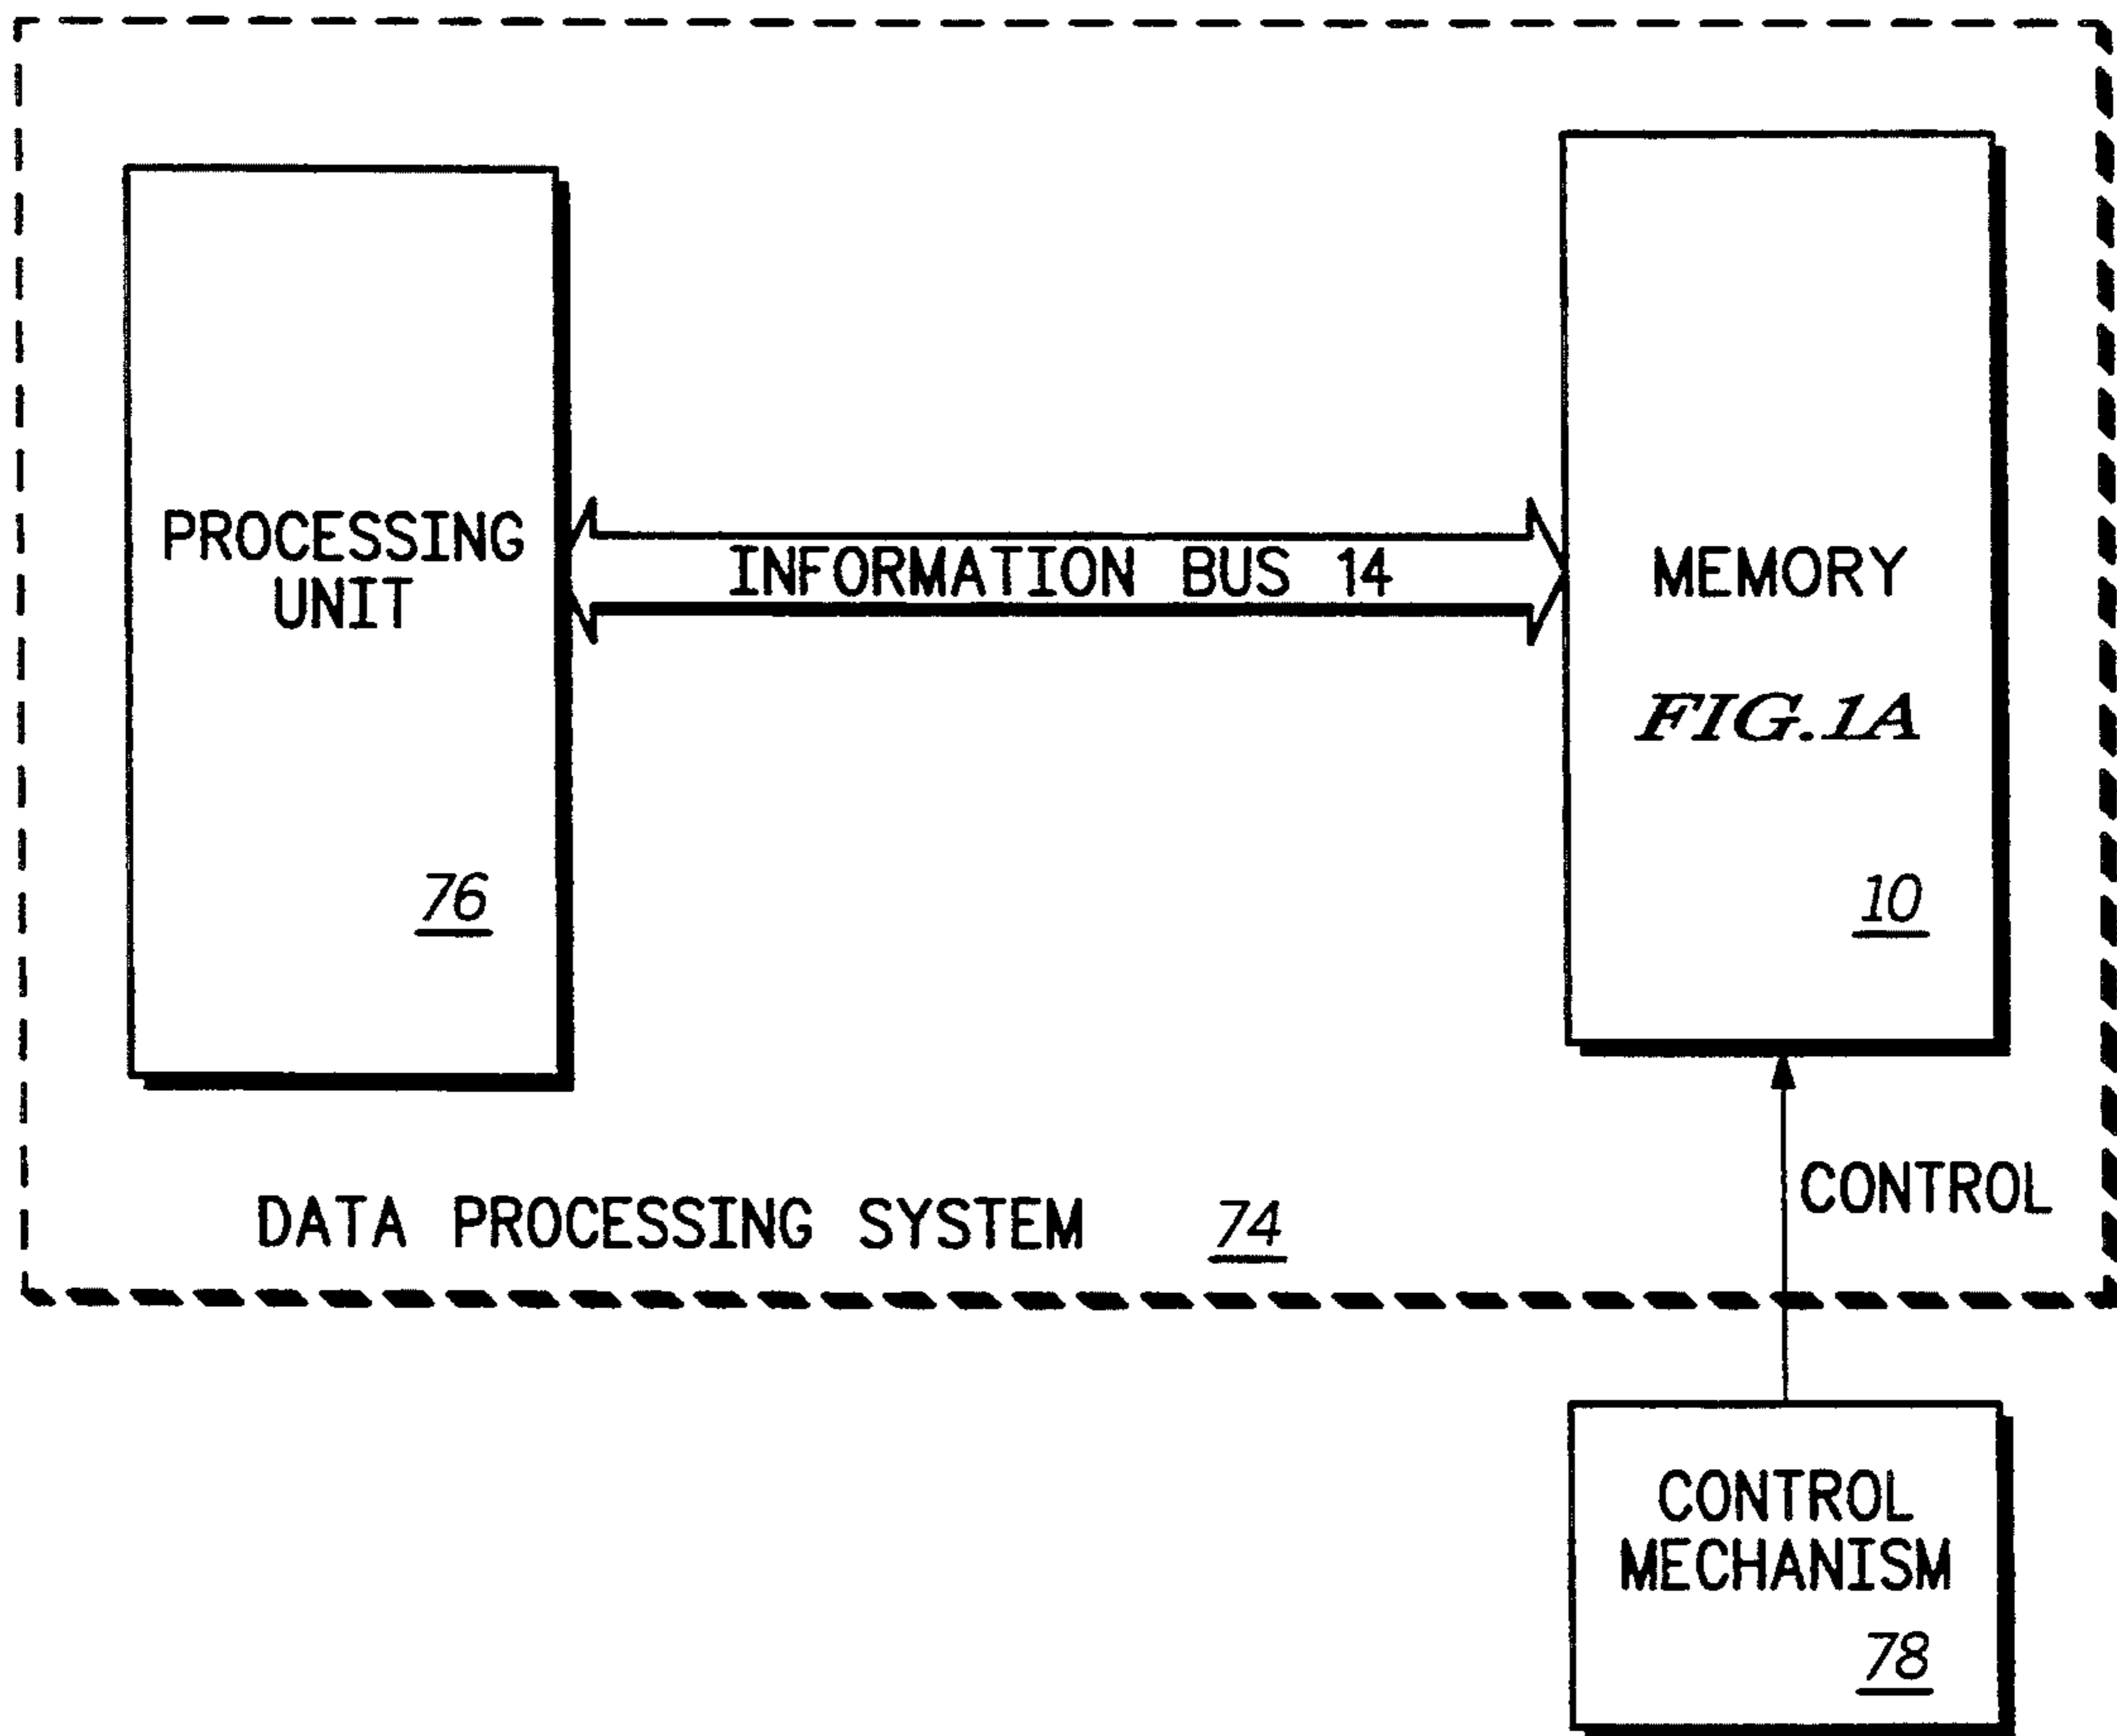 PROCESSING
UNIT
76
INFORMATION BUS 14
MEMORY
FIG.1A
10
DATA PROCESSING SYSTEM 74
CONTROL
CONTROL
MECHANISM
78